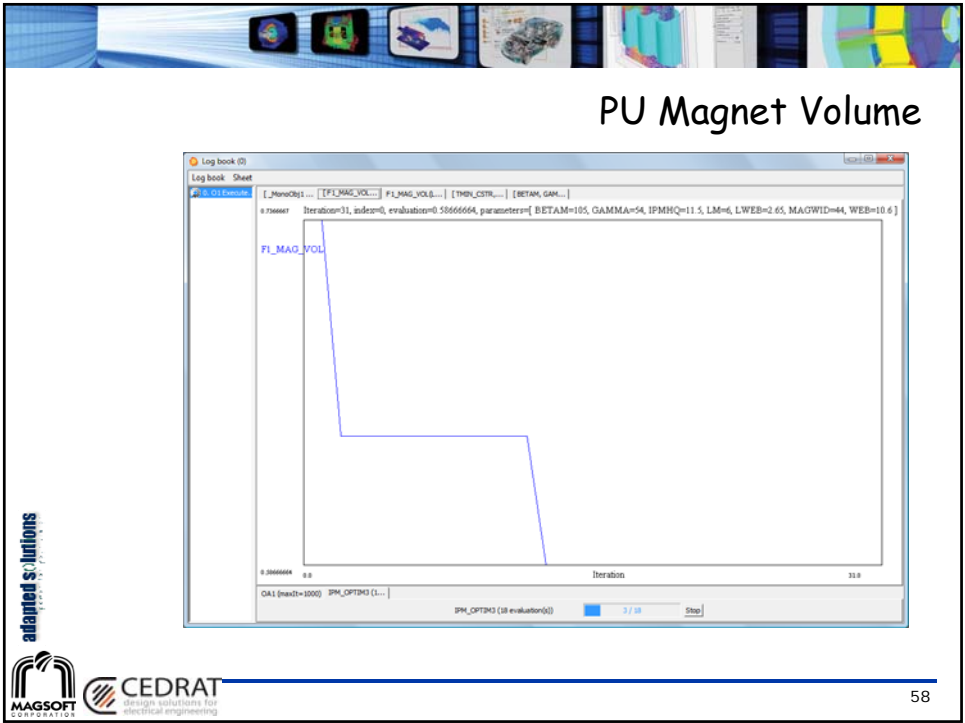 PU Magnet Volume
Log book (0)
Log book Sheet
0. O1 Execute.
[ _MonoObj1 ... [F1_MAG_VOL... F1_MAG_VOL(),... [TMIN_CSTR,... [BETAM, GAM...
Iteration=31, index=0, evaluation=0.58666664, parameters=[ BETAM=105, GAMMA=54, IPMHQ=11.5, LM=6, LWEB=2.65, MAGWID=44, WEB=10.6 ]
F1_MAG_VOL
0.58666664
0.0 Iteration 31.0
OA1 (maxIt=1000) IPM_OPTIM3 (1...
IPM_OPTIM3 (18 evaluation(s)) 3 / 18 Stop
adapted solutions
MAGSOFT
CORPORATION
CEDRAT
design solutions for
electrical engineering
58